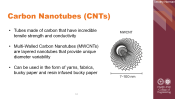 Carbon Nanotubes (CNTs)
• Tubes made of carbon that have incredible
tensile strength and conductivity
• Multi-Walled Carbon Nanotubes (MWCNTs)
are layered nanotubes that provide unique
diameter variability
• Can be used in the form of yarns, fabrics,
bucky paper and resin infused bucky paper
MWCNT